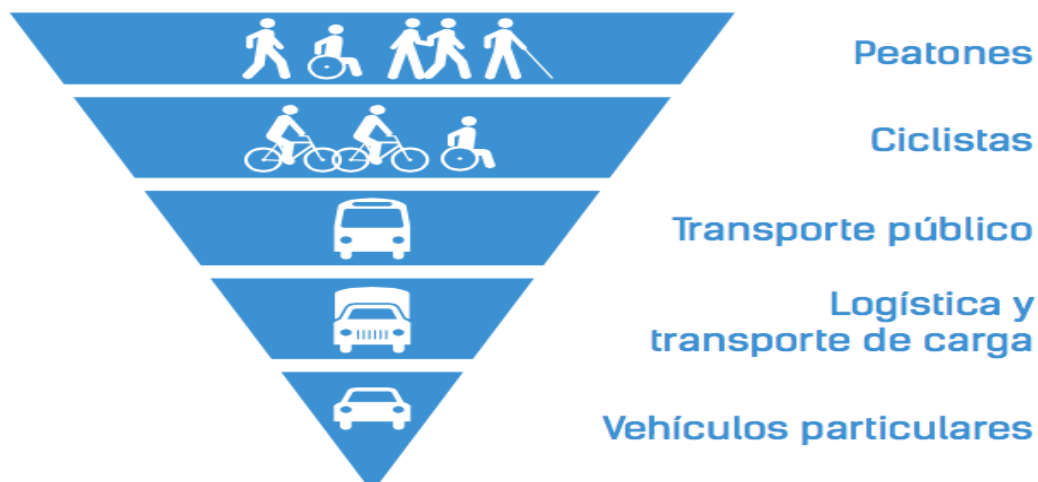 Peatones
Ciclistas
Transporte público
Logística y
transporte de carga
Vehículos particulares